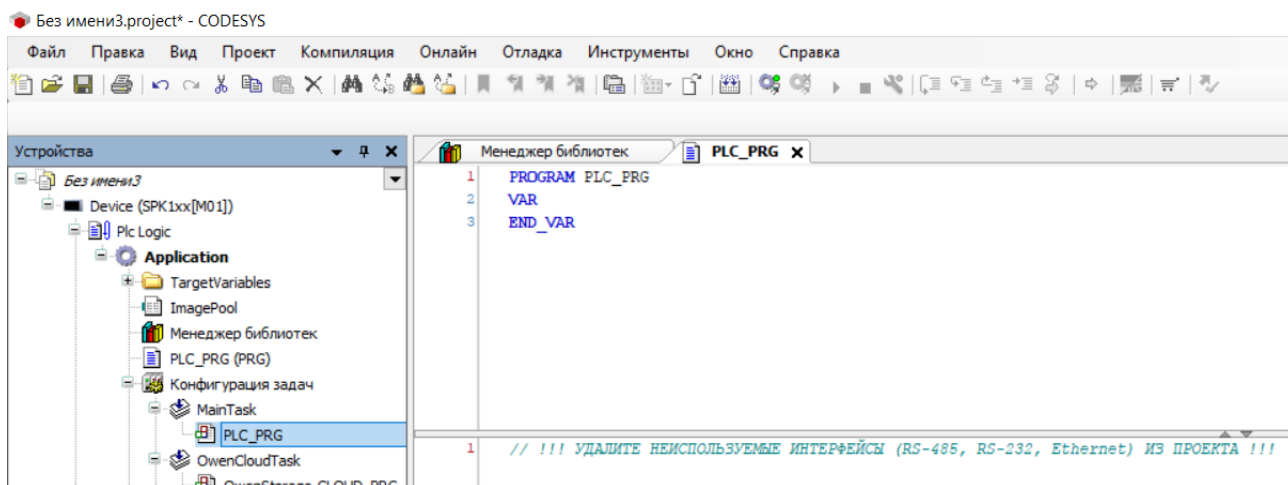 Без имени3.project* - CODESYS
Файл Правка Вид Проект Компиляция Онлайн Отладка Инструменты Окно Справка
Устройства
Без имени3
Device (SPK1xx[M01])
Plc Logic
Application
TargetVariables
ImagePool
Менеджер библиотек
PLC_PRG (PRG)
Конфигурация задач
MainTask
PLC_PRG
OwenCloudTask
OwenStorage_CLOUD_PRG
Менеджер библиотек PLC_PRG
1 PROGRAM PLC_PRG
2 VAR
3 END_VAR
1 // !!! УДАЛИТЕ НЕИСПОЛЬЗУЕМЫЕ ИНТЕРФЕЙСЫ (RS-485, RS-232, Ethernet) ИЗ ПРОЕКТА !!!